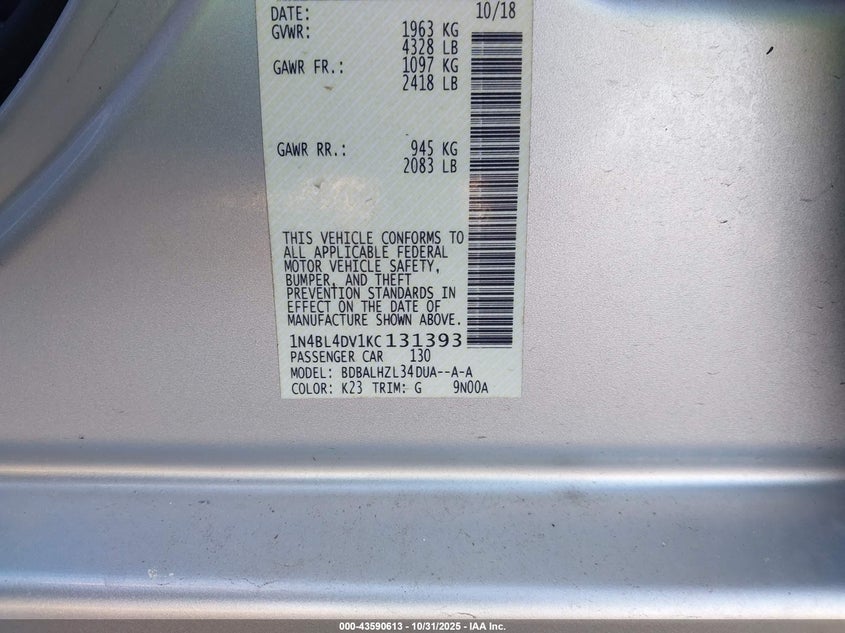 DATE: 10/18
GVWR: 1963 KG
4328 LB
GAWR FR.: 1097 KG
2418 LB
GAWR RR.: 945 KG
2083 LB
THIS VEHICLE CONFORMS TO
ALL APPLICABLE FEDERAL
MOTOR VEHICLE SAFETY,
BUMPER, AND THEFT
PREVENTION STANDARDS IN
EFFECT ON THE DATE OF
MANUFACTURE SHOWN ABOVE.
1N4BL4DV1KC131393
PASSENGER CAR 130
MODEL: BDBALHZL34DUA--A-A
COLOR: K23 TRIM: G 9N00A
000-43590613 - 10/31/2025 - IAA Inc.